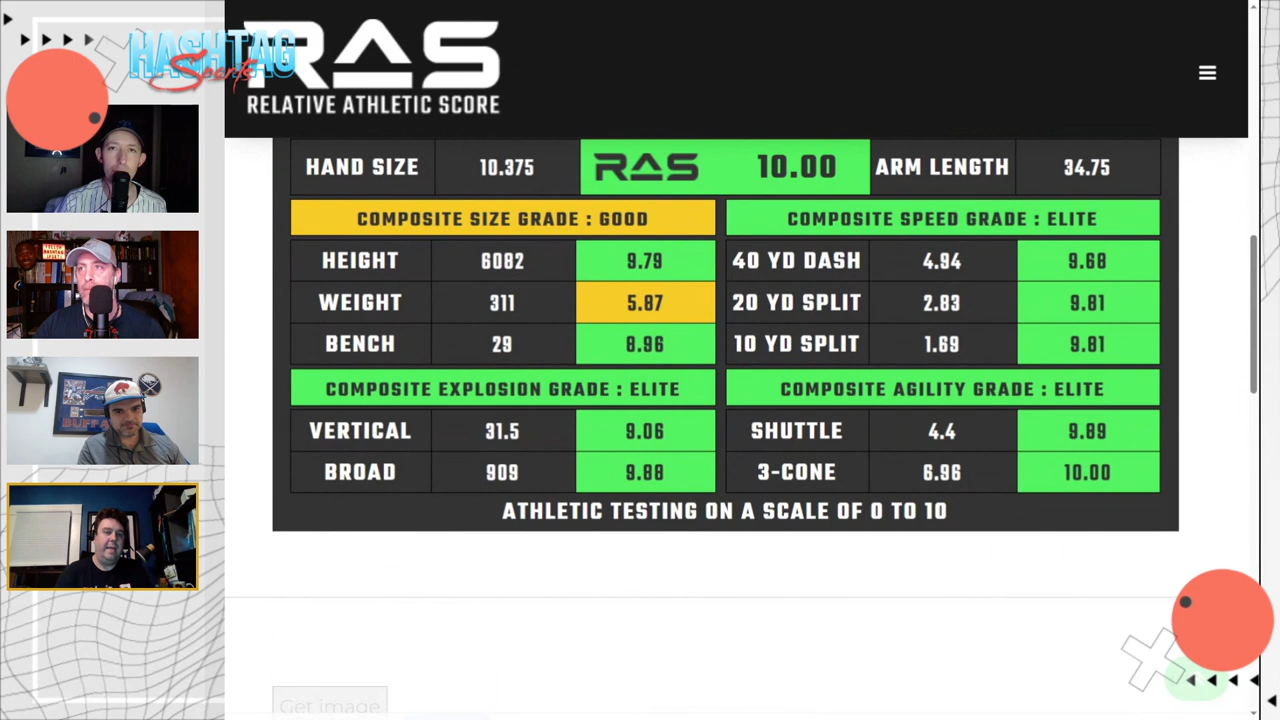 HASHTAG
Sports
RAS
RELATIVE ATHLETIC SCORE
HAND SIZE 10.375 RAS 10.00 ARM LENGTH 34.75
COMPOSITE SIZE GRADE : GOOD COMPOSITE SPEED GRADE : ELITE
HEIGHT 6082 9.79 40 YD DASH 4.94 9.68
WEIGHT 311 5.87 20 YD SPLIT 2.83 9.81
BENCH 29 8.96 10 YD SPLIT 1.69 9.81
COMPOSITE EXPLOSION GRADE : ELITE COMPOSITE AGILITY GRADE : ELITE
VERTICAL 31.5 9.06 SHUTTLE 4.4 9.89
BROAD 909 9.88 3-CONE 6.96 10.00
ATHLETIC TESTING ON A SCALE OF 0 TO 10
Get image